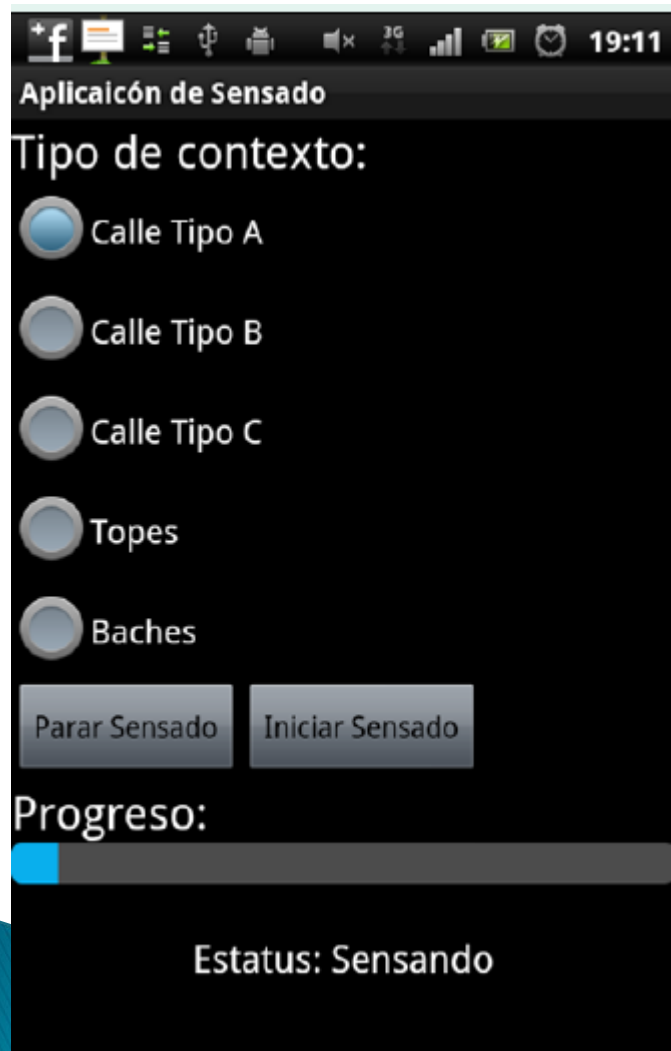 3G 19:11
Aplicaicón de Sensado
Tipo de contexto:
Calle Tipo A
Calle Tipo B
Calle Tipo C
Topes
Baches
Parar Sensado Iniciar Sensado
Progreso:
Estatus: Sensando